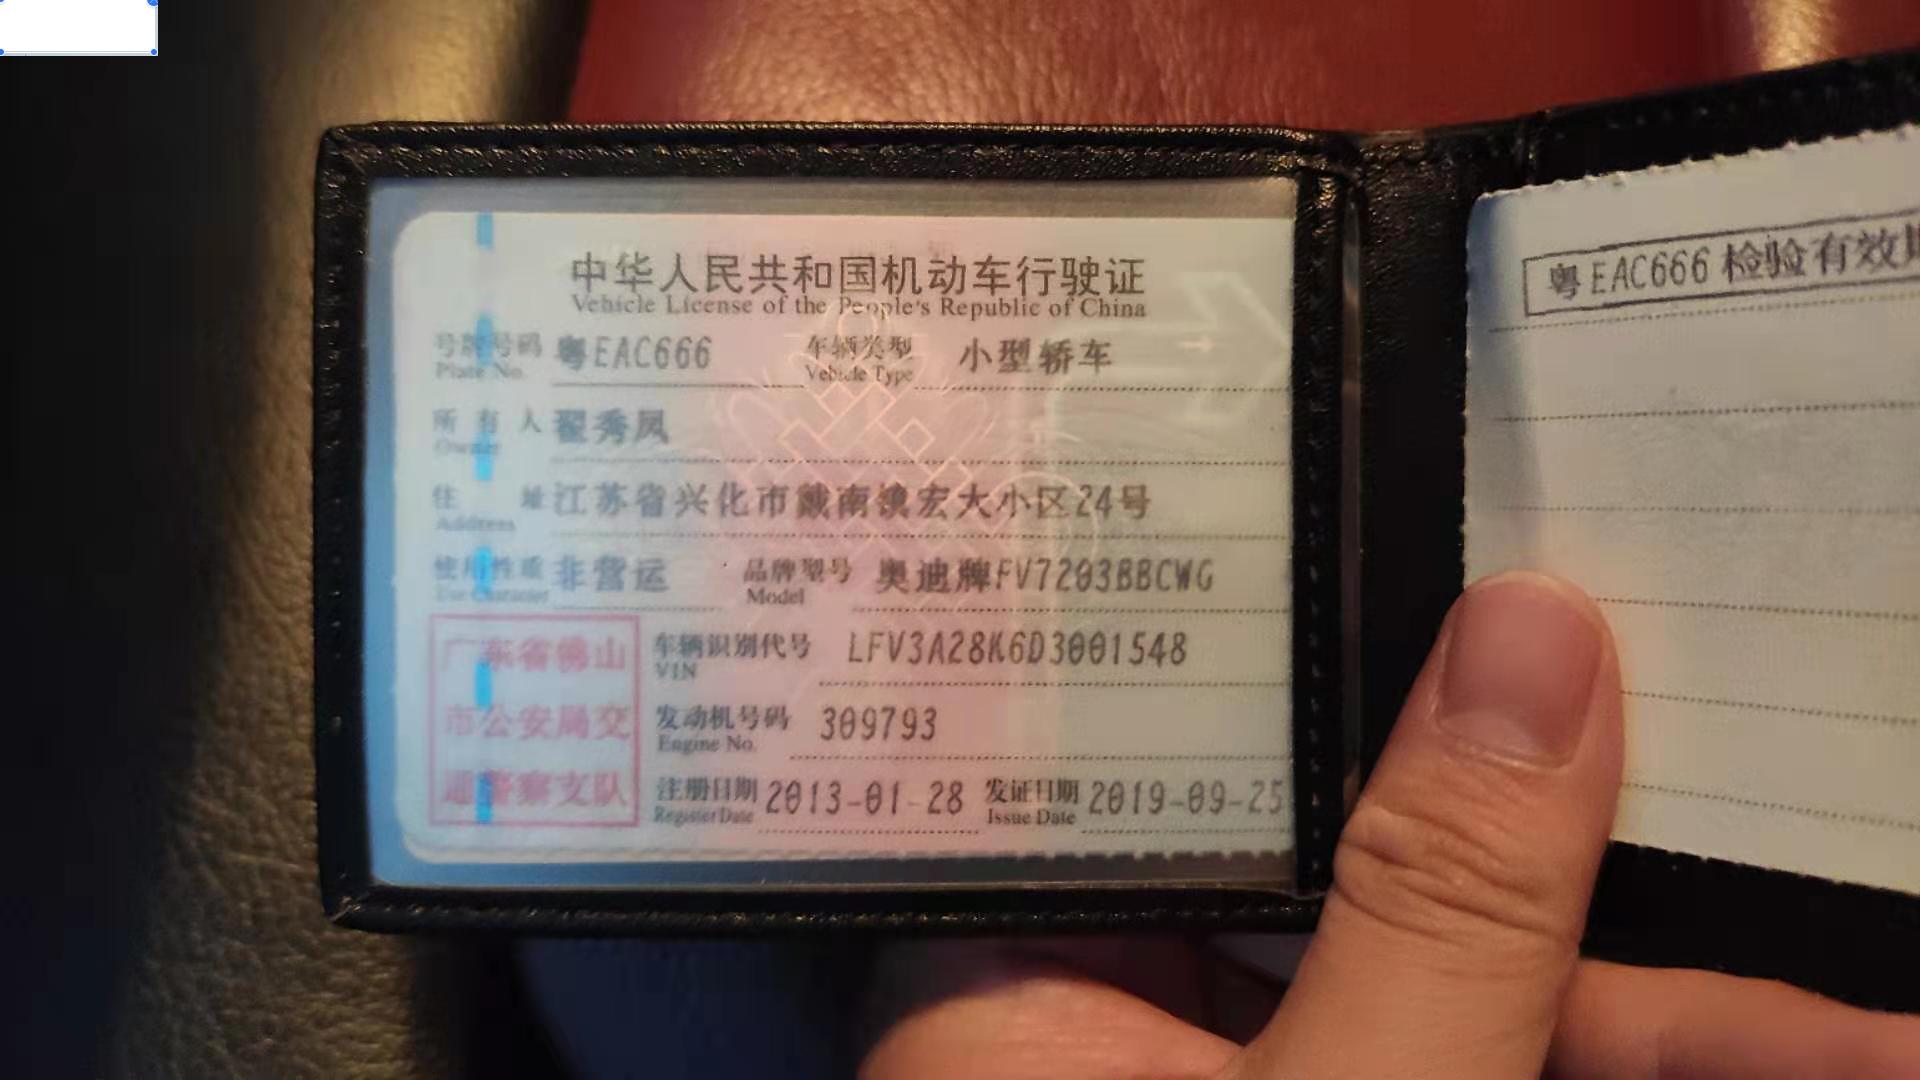 中华人民共和国机动车行驶证
Vehicle License of the People's Republic of China
号牌号码 粤EAC666 车辆类型 小型轿车
Plate No. Vehicle Type
所有人 翟秀凤
Owner
住址 江苏省兴化市戴南镇宏大小区24号
Address
使用性质 非营运 品牌型号 奥迪牌FV7203BBCWG
Use Character Model
广东省佛山
市公安局交
通警察支队
车辆识别代号 LFV3A28K6D3001548
VIN
发动机号码 309793
Engine No.
注册日期 2013-01-28 发证日期 2019-09-25
Register Date Issue Date
粤EAC666 检验有效